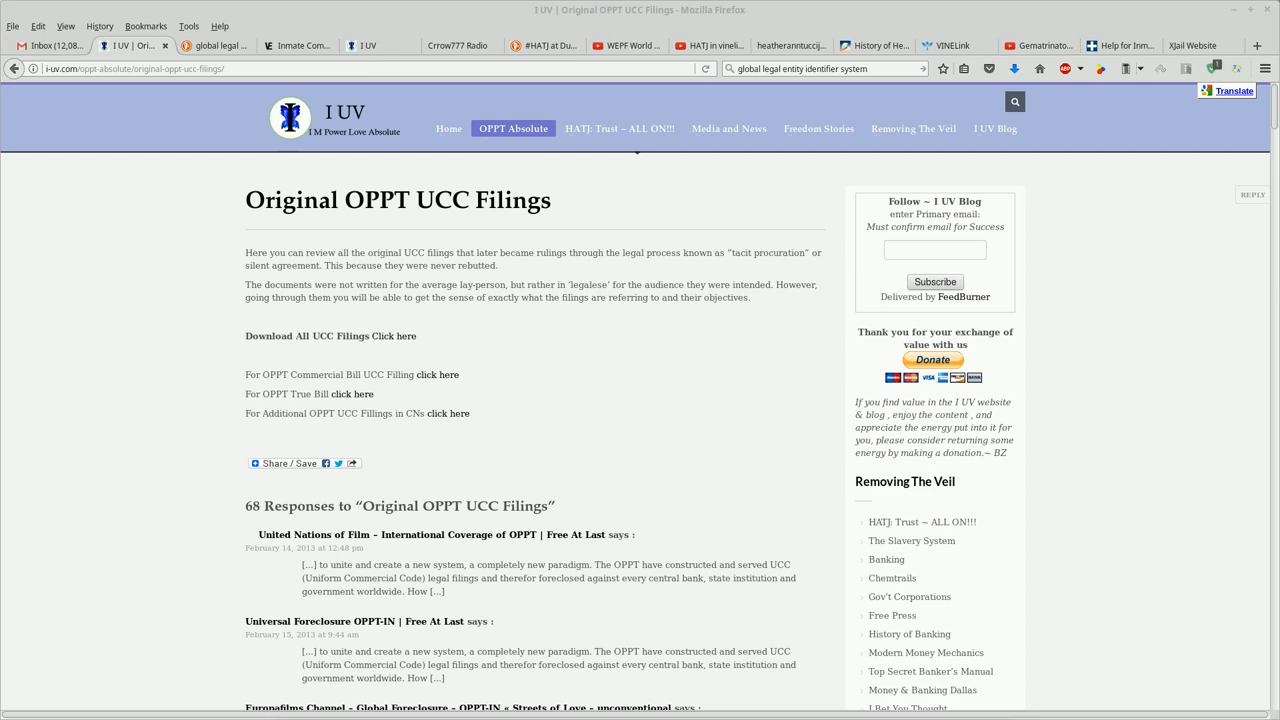 I UV | Original OPPT UCC Filings - Mozilla Firefox
File Edit View History Bookmarks Tools Help
Inbox (12,08... I UV | Ori... global legal ... Inmate Com... I UV Crrow777 Radio #HATJ at Du... WEPF World ... HATJ in vineli... heatheranntuccij... History of He... VINELink Gematrinato... Help for Inm... XJail Website
i-uv.com/oppt-absolute/original-oppt-ucc-filings/ global legal entity identifier system
Translate
I UV
I M Power Love Absolute
Home OPPT Absolute HATJ: Trust ~ ALL ON!!! Media and News Freedom Stories Removing The Veil I UV Blog
Original OPPT UCC Filings
Here you can review all the original UCC filings that later became rulings through the legal process known as “tacit procuration” or
silent agreement. This because they were never rebutted.
The documents were not written for the average lay-person, but rather in ‘legalese’ for the audience they were intended. However,
going through them you will be able to get the sense of exactly what the filings are referring to and their objectives.
Download All UCC Filings Click here
For OPPT Commercial Bill UCC Filling click here
For OPPT True Bill click here
For Additional OPPT UCC Fillings in CNs click here
Share / Save
68 Responses to “Original OPPT UCC Filings”
United Nations of Film – International Coverage of OPPT | Free At Last says :
February 14, 2013 at 12:48 pm
[...] to unite and create a new system, a completely new paradigm. The OPPT have constructed and served UCC
(Uniform Commercial Code) legal filings and therefor foreclosed against every central bank, state institution and
government worldwide. How [...]
Universal Foreclosure OPPT-IN | Free At Last says :
February 15, 2013 at 9:44 am
[...] to unite and create a new system, a completely new paradigm. The OPPT have constructed and served UCC
(Uniform Commercial Code) legal filings and therefor foreclosed against every central bank, state institution and
government worldwide. How [...]
Europafilms Channel – Global Foreclosure – OPPT-IN « Streets of Love – unconventional says :
REPLY
Follow ~ I UV Blog
enter Primary email:
Must confirm email for Success
Subscribe
Delivered by FeedBurner
Thank you for your exchange of
value with us
Donate
VISA
BANK
If you find value in the I UV website
& blog , enjoy the content , and
appreciate the energy put into it for
you, please consider returning some
energy by making a donation.~ BZ
Removing The Veil
HATJ: Trust ~ ALL ON!!!
The Slavery System
Banking
Chemtrails
Gov’t Corporations
Free Press
History of Banking
Modern Money Mechanics
Top Secret Banker’s Manual
Money & Banking Dallas
I Bet You Thought